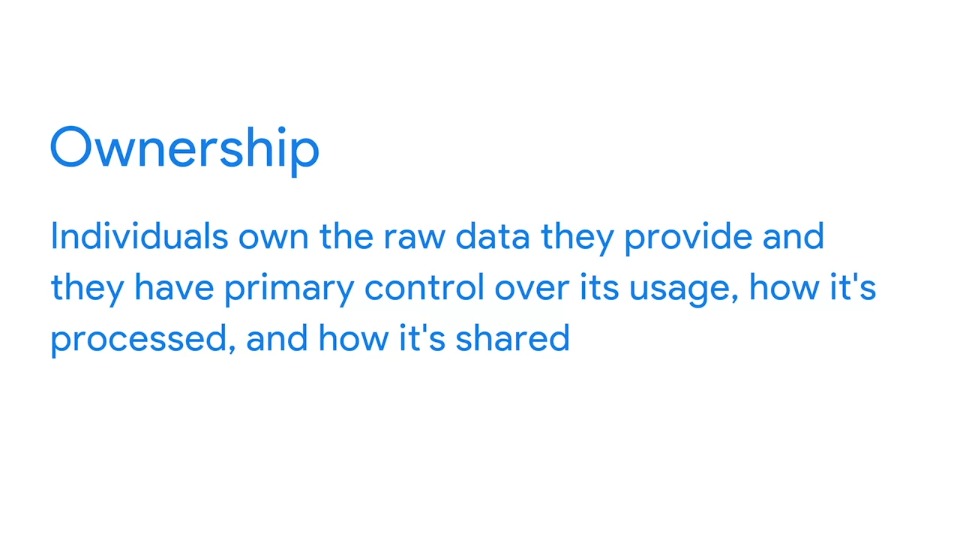 Ownership
Individuals own the raw data they provide and
they have primary control over its usage, how it's
processed, and how it's shared